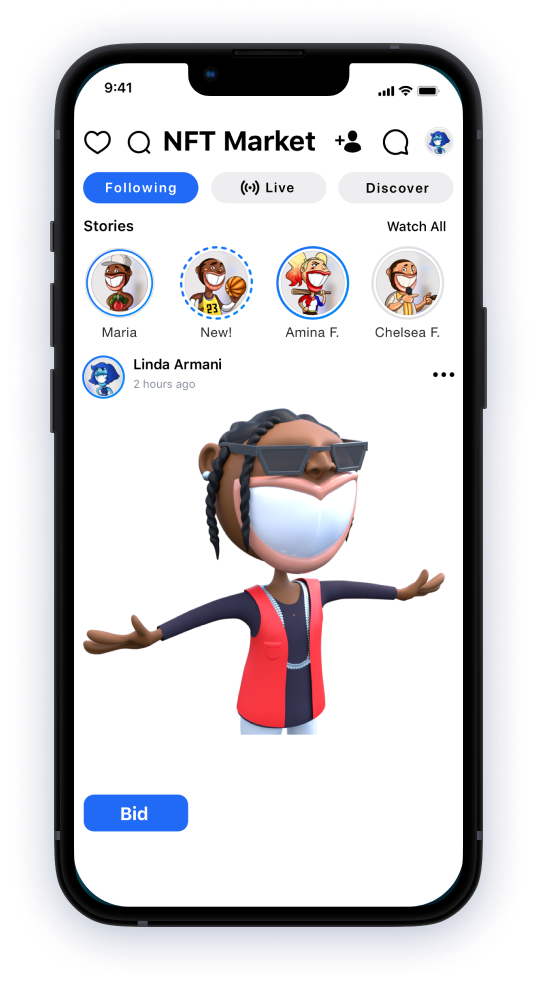 9:41
NFT Market
Following
Live
Discover
Stories
Watch All
23
Maria
New!
Amina F.
Chelsea F.
Linda Armani
2 hours ago
Bid